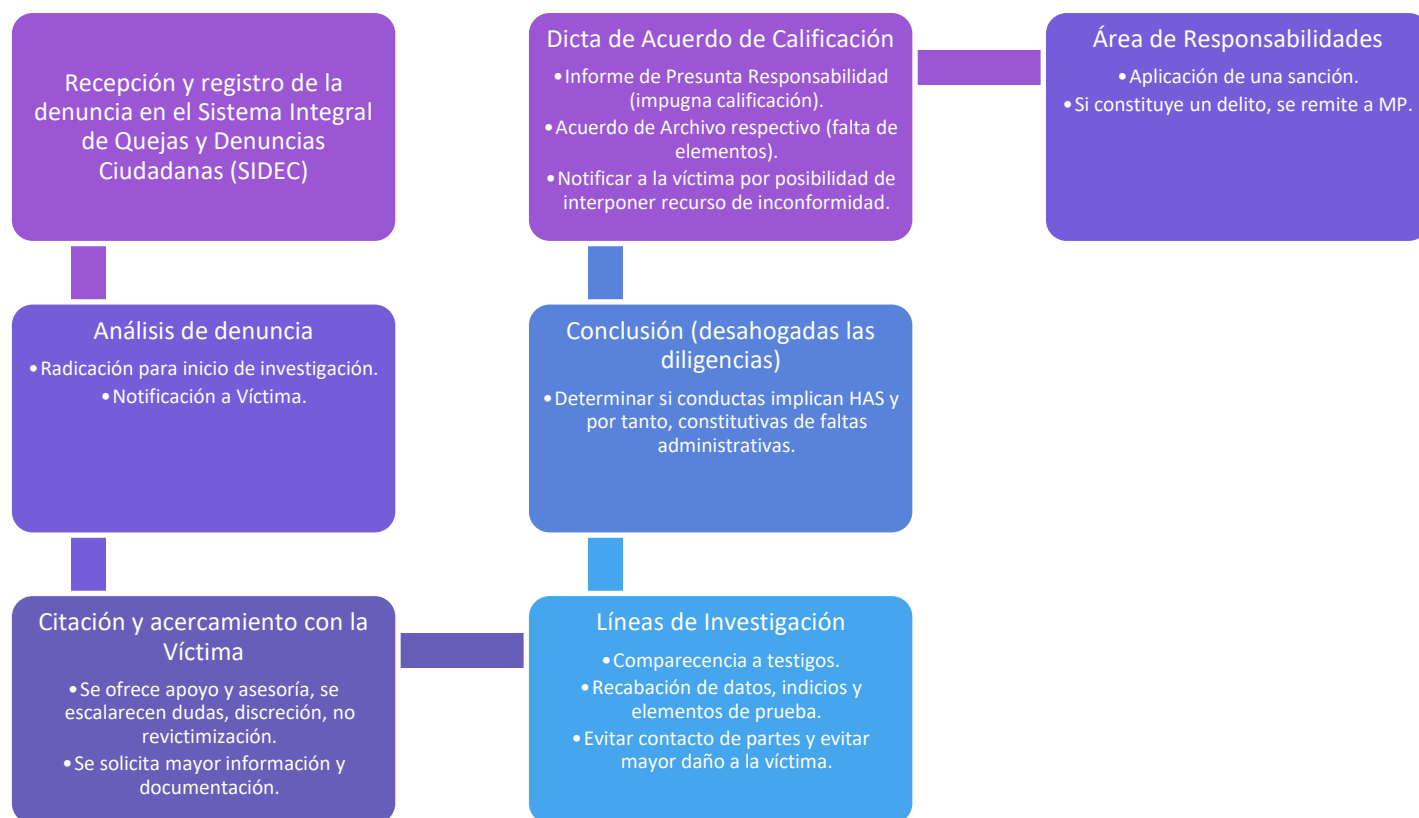 Recepción y registro de la
denuncia en el Sistema Integral
de Quejas y Denuncias
Ciudadanas (SIDEC)
Análisis de denuncia
•Radicación para inicio de investigación.
•Notificación a Víctima.
Citación y acercamiento con la
Víctima
•Se ofrece apoyo y asesoría, se
escalarecen dudas, discreción, no
revictimización.
•Se solicita mayor información y
documentación.
Líneas de Investigación
•Comparecencia a testigos.
•Recabación de datos, indicios y
elementos de prueba.
•Evitar contacto de partes y evitar
mayor daño a la víctima.
Conclusión (desahogadas las
diligencias)
•Determinar si conductas implican HAS y
por tanto, constitutivas de faltas
administrativas.
Dicta de Acuerdo de Calificación
•Informe de Presunta Responsabilidad
(impugna calificación).
•Acuerdo de Archivo respectivo (falta de
elementos).
•Notificar a la víctima por posibilidad de
interponer recurso de inconformidad.
Área de Responsabilidades
•Aplicación de una sanción.
•Si constituye un delito, se remite a MP.